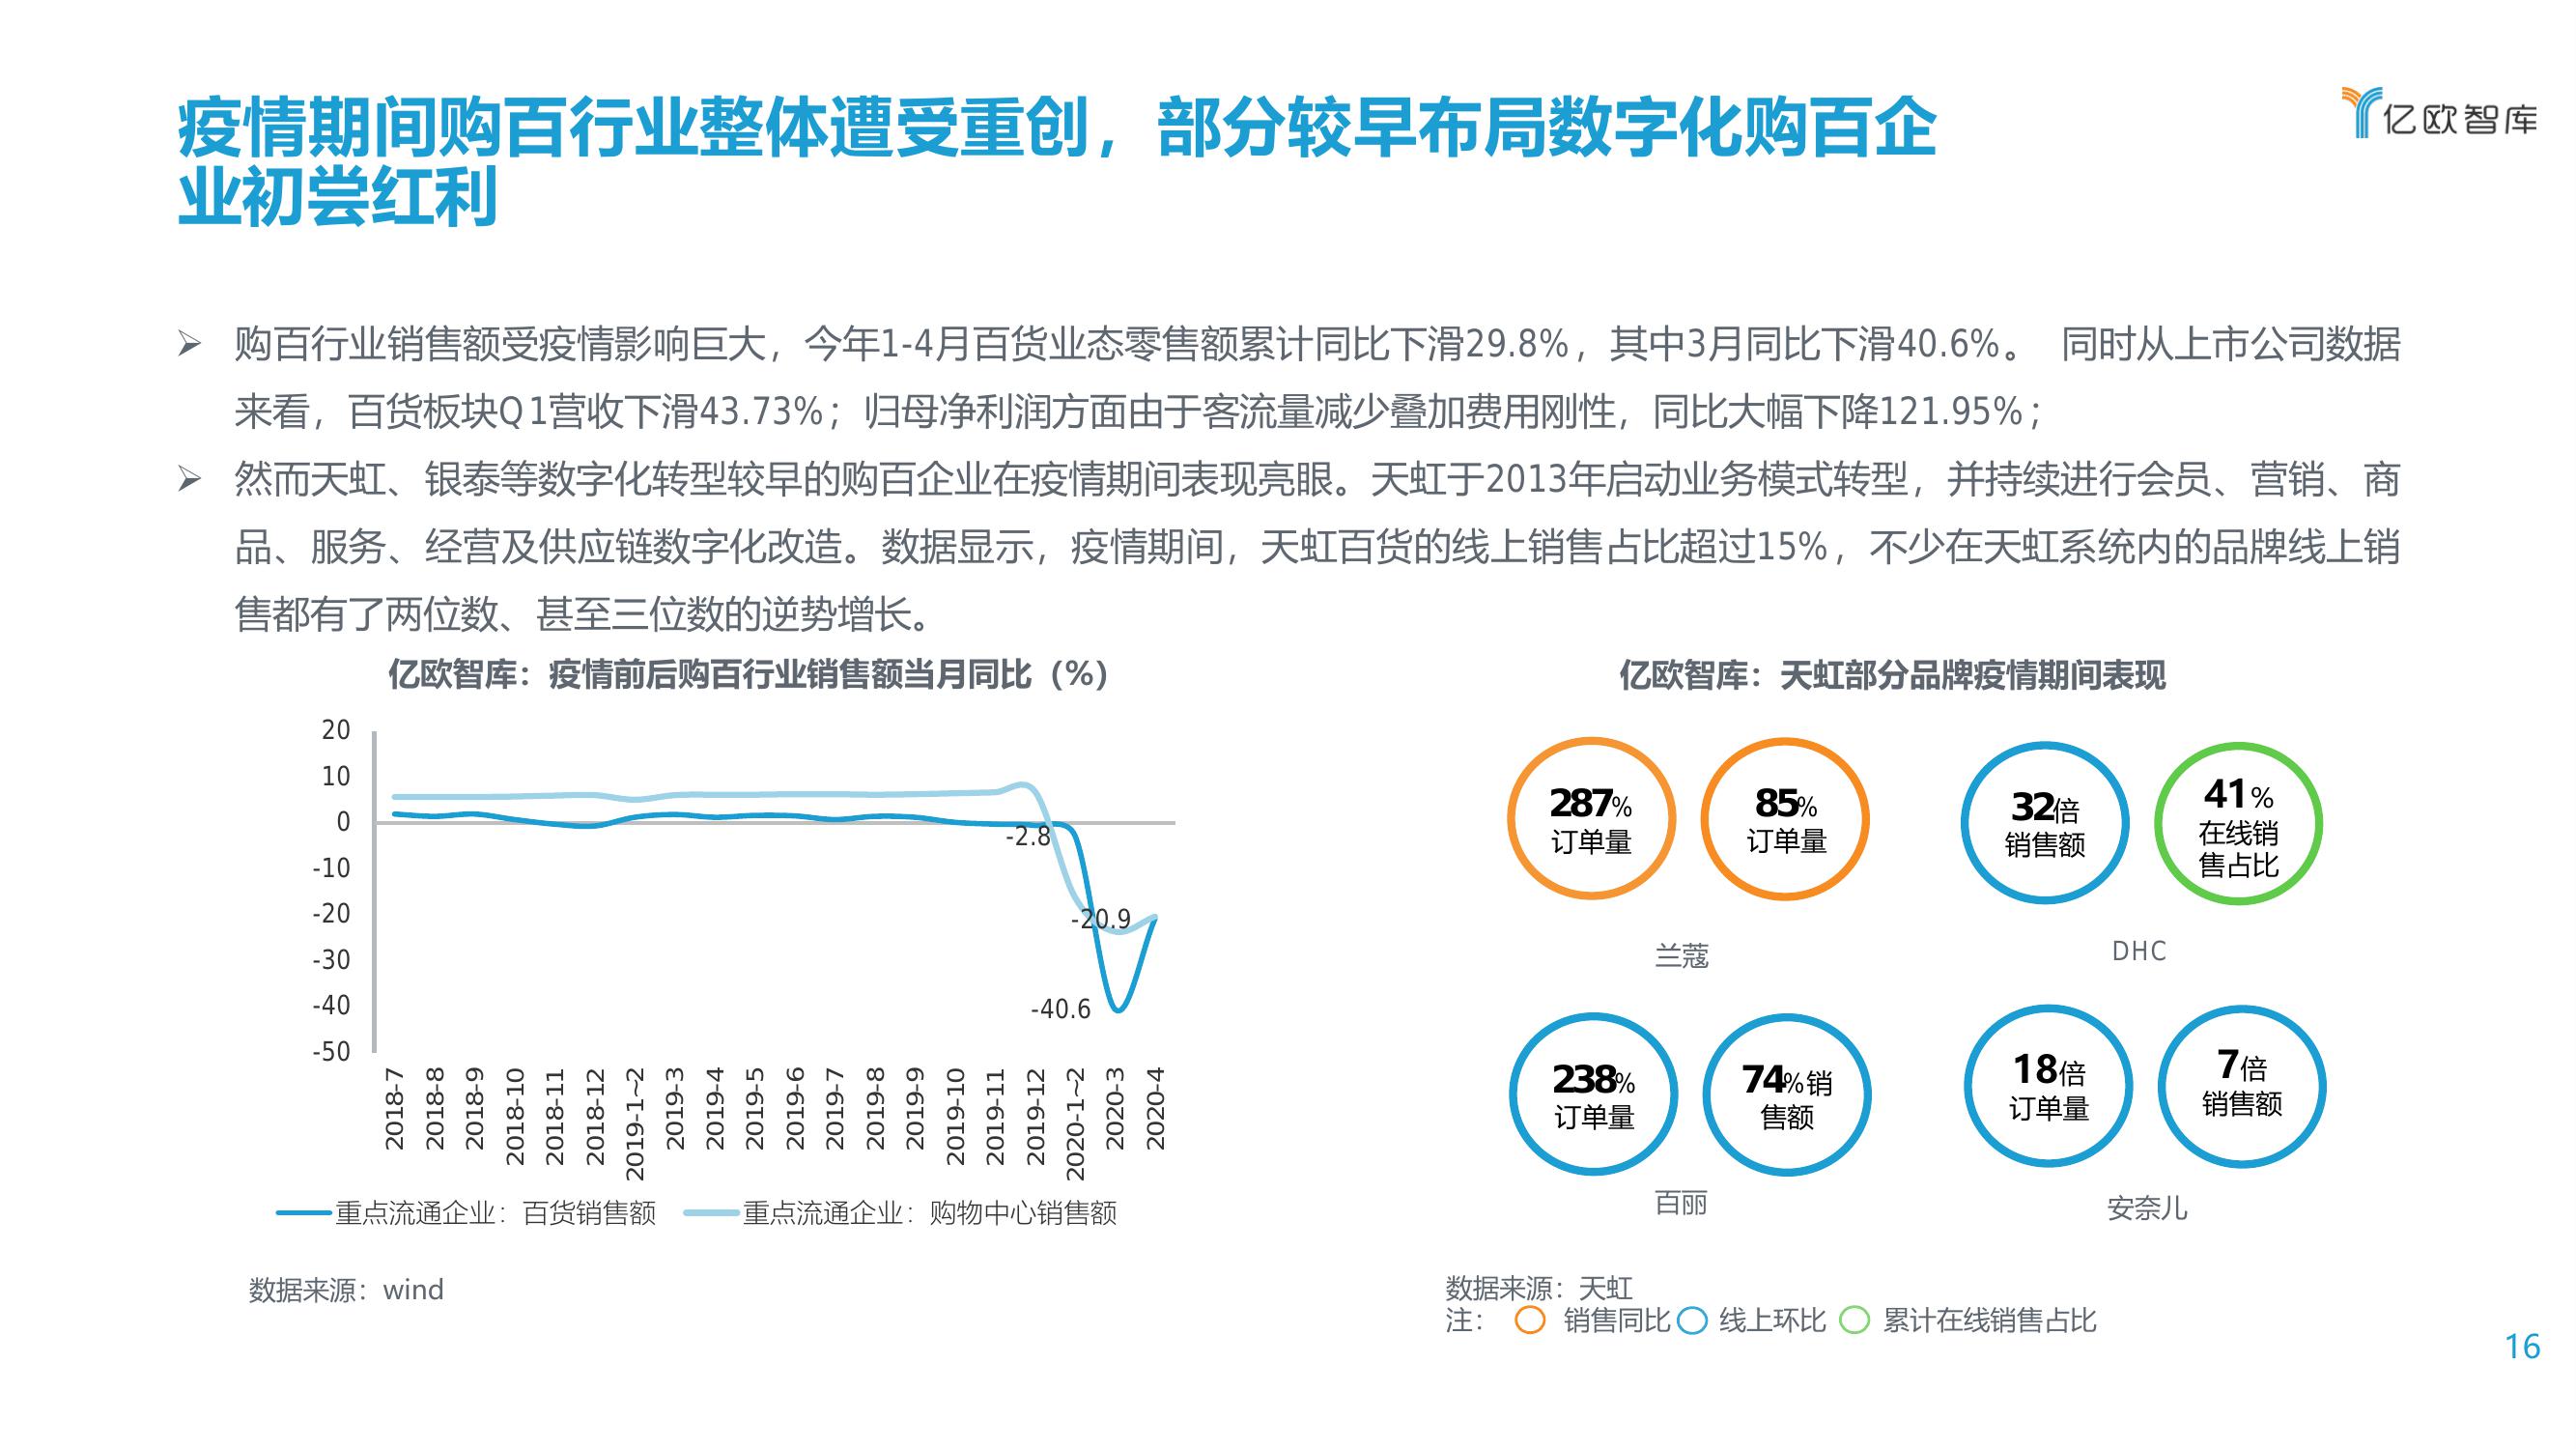 疫情期间购百行业整体遭受重创，部分较早布局数字化购百企
业初尝红利
亿欧智库
购百行业销售额受疫情影响巨大，今年1-4月百货业态零售额累计同比下滑29.8%，其中3月同比下滑40.6%。 同时从上市公司数据
来看，百货板块Q1营收下滑43.73%；归母净利润方面由于客流量减少叠加费用刚性，同比大幅下降121.95%；
然而天虹、银泰等数字化转型较早的购百企业在疫情期间表现亮眼。天虹于2013年启动业务模式转型，并持续进行会员、营销、商
品、服务、经营及供应链数字化改造。数据显示，疫情期间，天虹百货的线上销售占比超过15%，不少在天虹系统内的品牌线上销
售都有了两位数、甚至三位数的逆势增长。
亿欧智库：疫情前后购百行业销售额当月同比（%）
20
10
0
-10
-20
-30
-40
-50
-2.8
-20.9
-40.6
2018-7
2018-8
2018-9
2018-10
2018-11
2018-12
2019-1~2
2019-3
2019-4
2019-5
2019-6
2019-7
2019-8
2019-9
2019-10
2019-11
2019-12
2020-1~2
2020-3
2020-4
重点流通企业：百货销售额
重点流通企业：购物中心销售额
数据来源：wind
亿欧智库：天虹部分品牌疫情期间表现
287%
订单量
85%
订单量
兰蔻
32倍
销售额
41%
在线销
售占比
DHC
238%
订单量
74%销
售额
百丽
18倍
订单量
7倍
销售额
安奈儿
数据来源：天虹
注： 销售同比 线上环比 累计在线销售占比
16